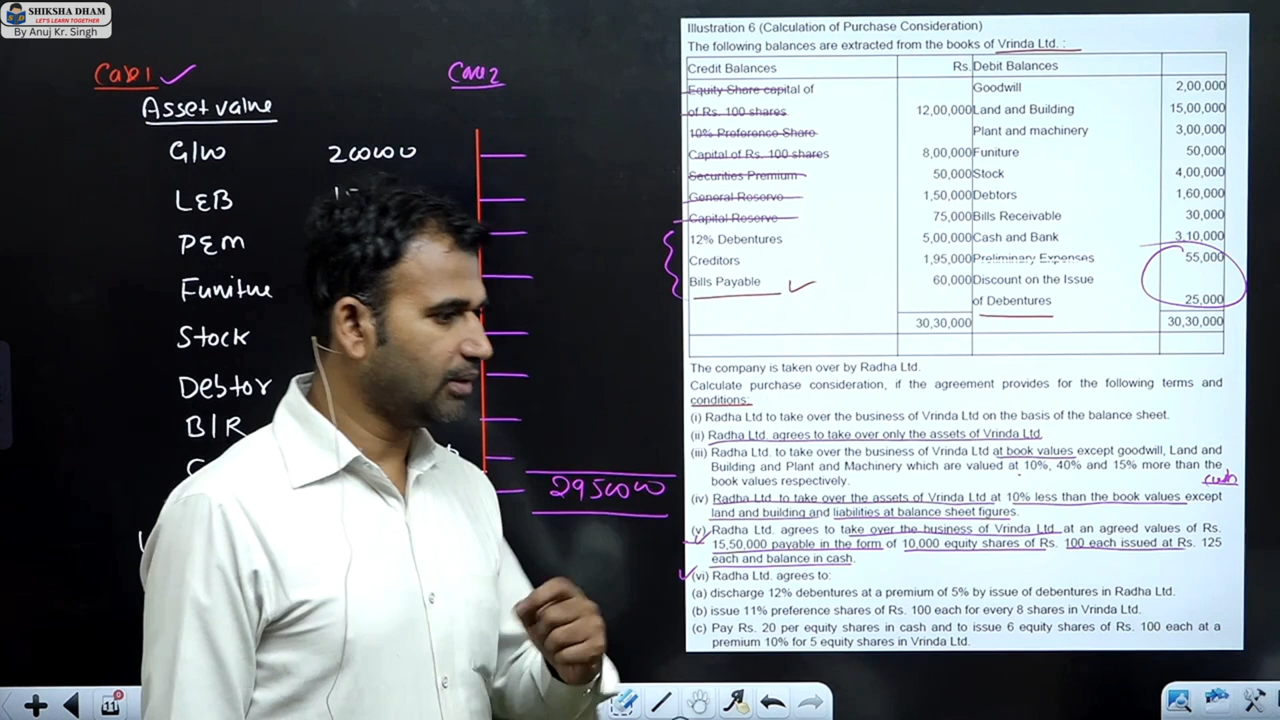 SHIKSHA DHAM
LET'S LEARN TOGETHER
By Anuj Kr. Singh
Case 1
Case 2
Asset value
G/W 200000
L&B
P&M
Funitue
Stock
Debtor
B/R
2950000
Illustration 6 (Calculation of Purchase Consideration)
The following balances are extracted from the books of Vrinda Ltd. :
Credit Balances Rs. Debit Balances
Equity Share capital of Goodwill 2,00,000
of Rs. 100 shares 12,00,000 Land and Building 15,00,000
10% Preference Share Plant and machinery 3,00,000
Capital of Rs. 100 shares 8,00,000 Funiture 50,000
Securities Premium 50,000 Stock 4,00,000
General Reserve 1,50,000 Debtors 1,60,000
Capital Reserve 75,000 Bills Receivable 30,000
12% Debentures 5,00,000 Cash and Bank 3,10,000
Creditors 1,95,000 Preliminary Expenses 55,000
Bills Payable 60,000 Discount on the Issue
of Debentures 25,000
30,30,000 30,30,000
The company is taken over by Radha Ltd.
Calculate purchase consideration, if the agreement provides for the following terms and
conditions:
(i) Radha Ltd to take over the business of Vrinda Ltd on the basis of the balance sheet.
(ii) Radha Ltd. agrees to take over only the assets of Vrinda Ltd.
(iii) Radha Ltd. to take over the business of Vrinda Ltd at book values except goodwill, Land and
Building and Plant and Machinery which are valued at 10%, 40% and 15% more than the
book values respectively.
cash
(iv) Radha Ltd. to take over the assets of Vrinda Ltd at 10% less than the book values except
land and building and liabilities at balance sheet figures.
(v) Radha Ltd. agrees to take over the business of Vrinda Ltd at an agreed values of Rs.
15,50,000 payable in the form of 10,000 equity shares of Rs. 100 each issued at Rs. 125
each and balance in cash.
(vi) Radha Ltd. agrees to:
(a) discharge 12% debentures at a premium of 5% by issue of debentures in Radha Ltd.
(b) issue 11% preference shares of Rs. 100 each for every 8 shares in Vrinda Ltd.
(c) Pay Rs. 20 per equity shares in cash and to issue 6 equity shares of Rs. 100 each at a
premium 10% for 5 equity shares in Vrinda Ltd.
11